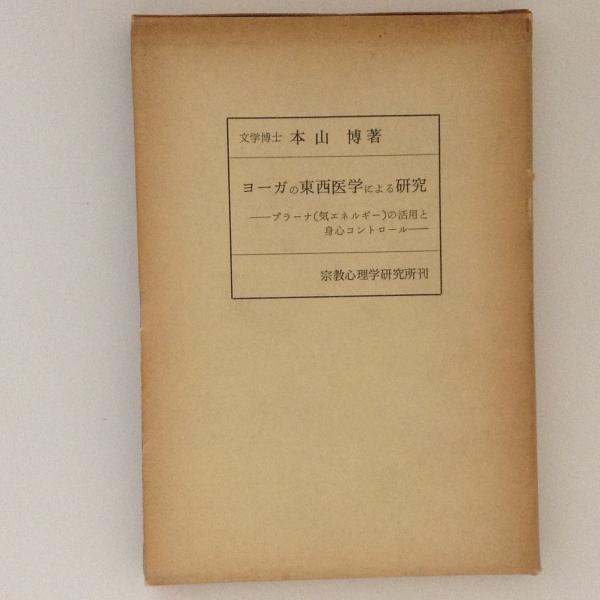 文学博士 本山 博著
ヨーガの東西医学による研究
——プラーナ(気エネルギー)の活用と
身心コントロール——
宗教心理学研究所刊